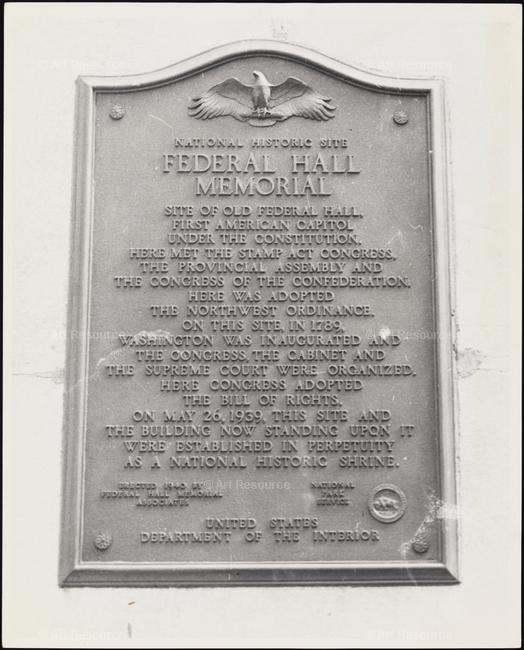 NATIONAL HISTORIC SITE
FEDERAL HALL
MEMORIAL
SITE OF OLD FEDERAL HALL,
FIRST AMERICAN CAPITOL
UNDER THE CONSTITUTION.
HERE MET THE STAMP ACT CONGRESS,
THE PROVINCIAL ASSEMBLY AND
THE CONGRESS OF THE CONFEDERATION.
HERE WAS ADOPTED
THE NORTHWEST ORDINANCE.
ON THIS SITE, IN 1789,
WASHINGTON WAS INAUGURATED AND
THE CONGRESS, THE CABINET AND
THE SUPREME COURT WERE ORGANIZED.
HERE CONGRESS ADOPTED
THE BILL OF RIGHTS.
ON MAY 26, 1939, THIS SITE AND
THE BUILDING NOW STANDING UPON IT
WERE ESTABLISHED IN PERPETUITY
AS A NATIONAL HISTORIC SHRINE.
© Art Resource
ERECTED 1940 BY
FEDERAL HALL MEMORIAL
ASSOCIATES
NATIONAL
PARK
SERVICE
UNITED STATES
DEPARTMENT OF THE INTERIOR